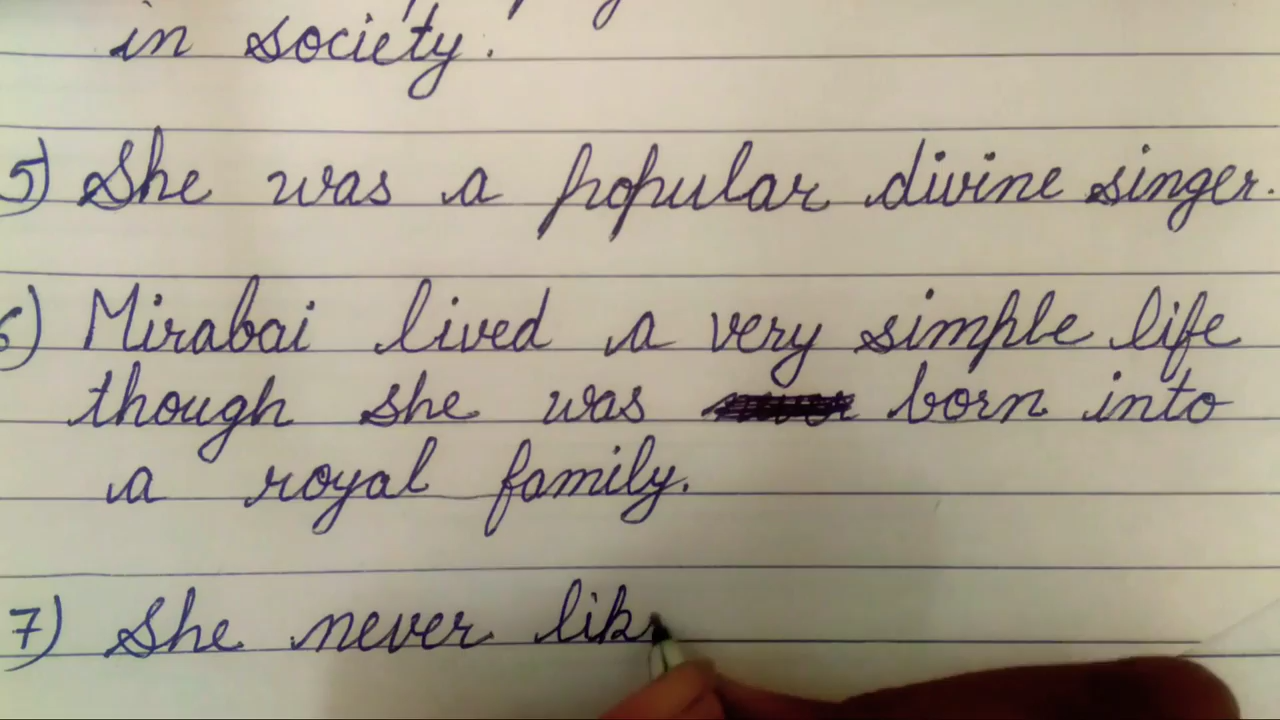 in society.
5) She was a popular divine singer.
6) Mirabai lived a very simple life
though she was born into
a royal family.
7) She never lik